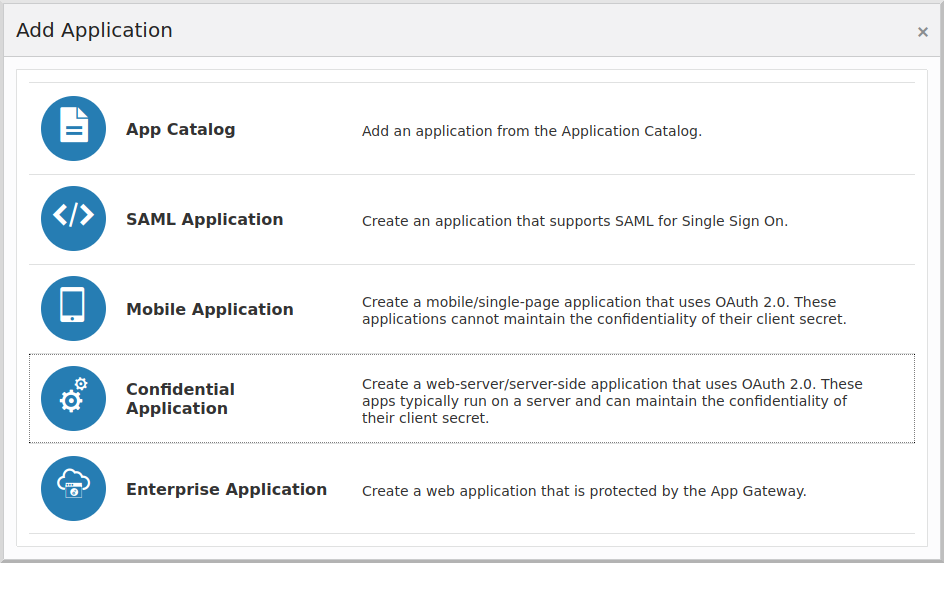 Add Application
×
App Catalog
Add an application from the Application Catalog.
SAML Application
Create an application that supports SAML for Single Sign On.
Mobile Application
Create a mobile/single-page application that uses OAuth 2.0. These
applications cannot maintain the confidentiality of their client secret.
Confidential
Application
Create a web-server/server-side application that uses OAuth 2.0. These
apps typically run on a server and can maintain the confidentiality of
their client secret.
Enterprise Application
Create a web application that is protected by the App Gateway.